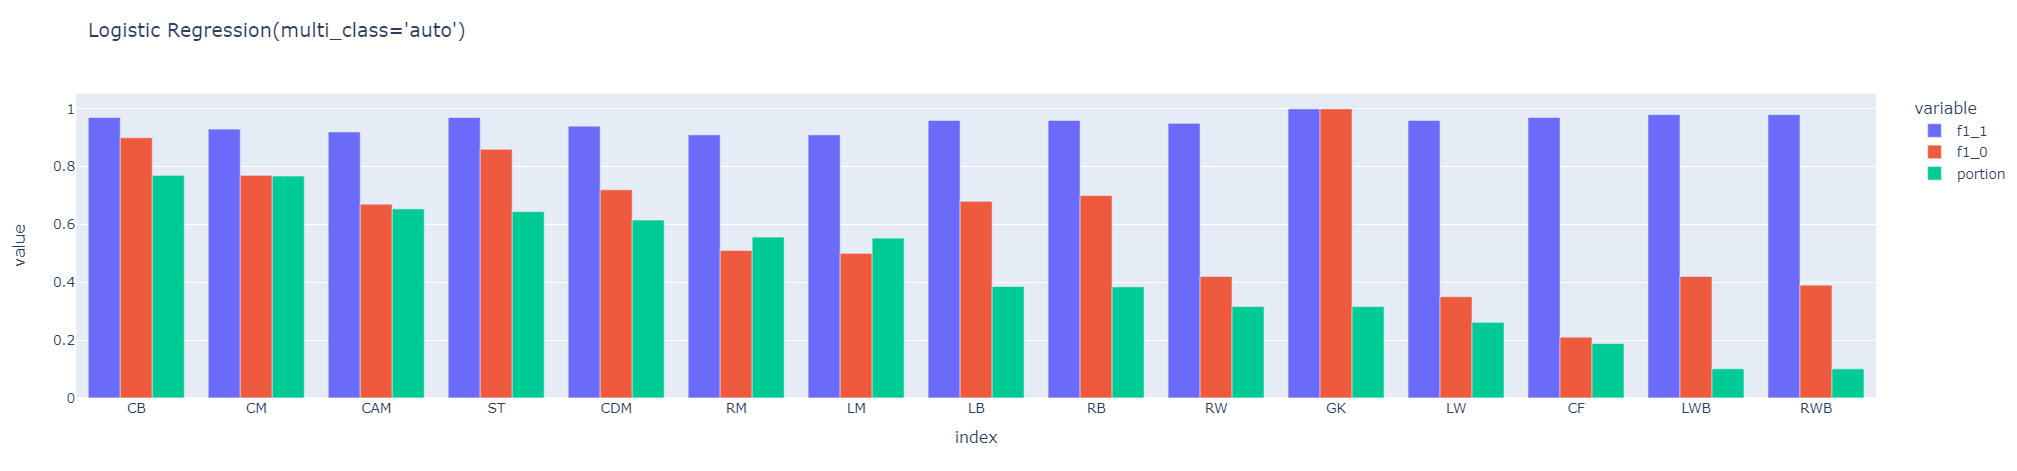 Logistic Regression(multi_class='auto')
variable
f1_1
f1_0
portion
value
1
0.8
0.6
0.4
0.2
0
CB CM CAM ST CDM RM LM LB RB RW GK LW CF LWB RWB
index